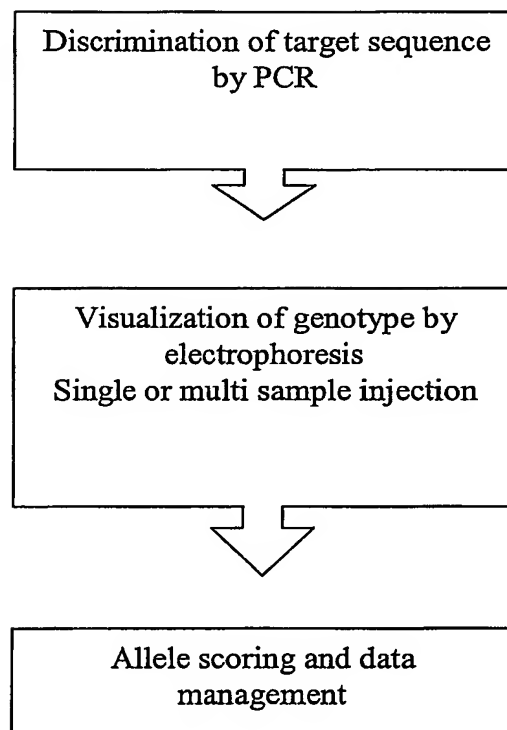 Discrimination of target sequence
by PCR
Visualization of genotype by
electrophoresis
Single or multi sample injection
Allele scoring and data
management